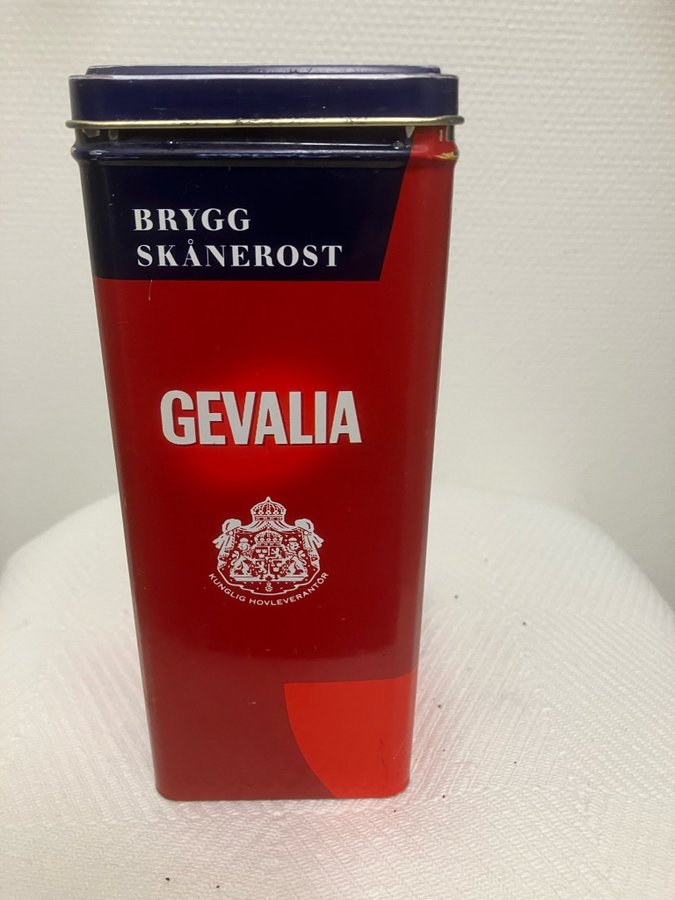 BRYGG
SKÅNEROST
GEVALIA
KUNGLIG HOVLEVERANTÖR